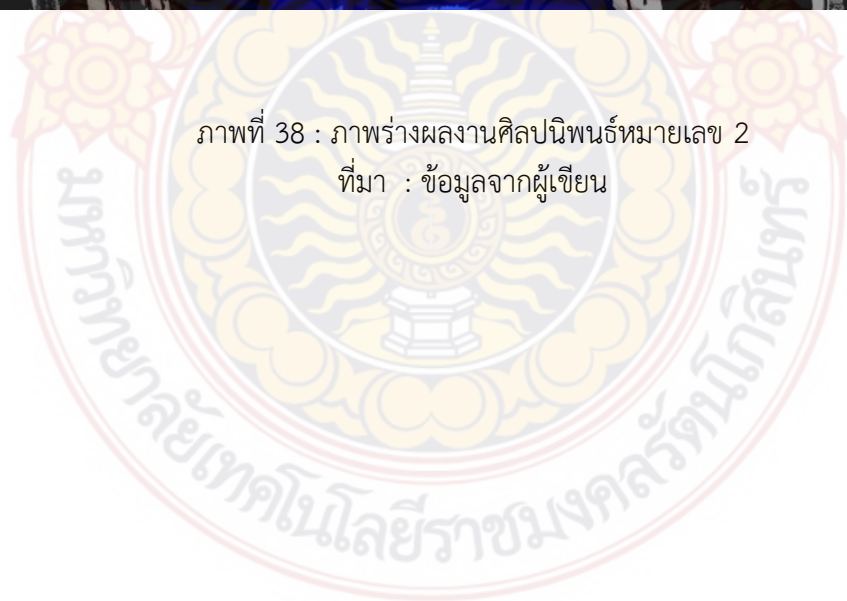 ภาพที่ 38 : ภาพร่างผลงานศิลปนิพนธ์หมายเลข 2
ที่มา : ข้อมูลจากผู้เขียน
มหาวิทยาลัยเทคโนโลยีราชมงคลรัตนโกสินทร์